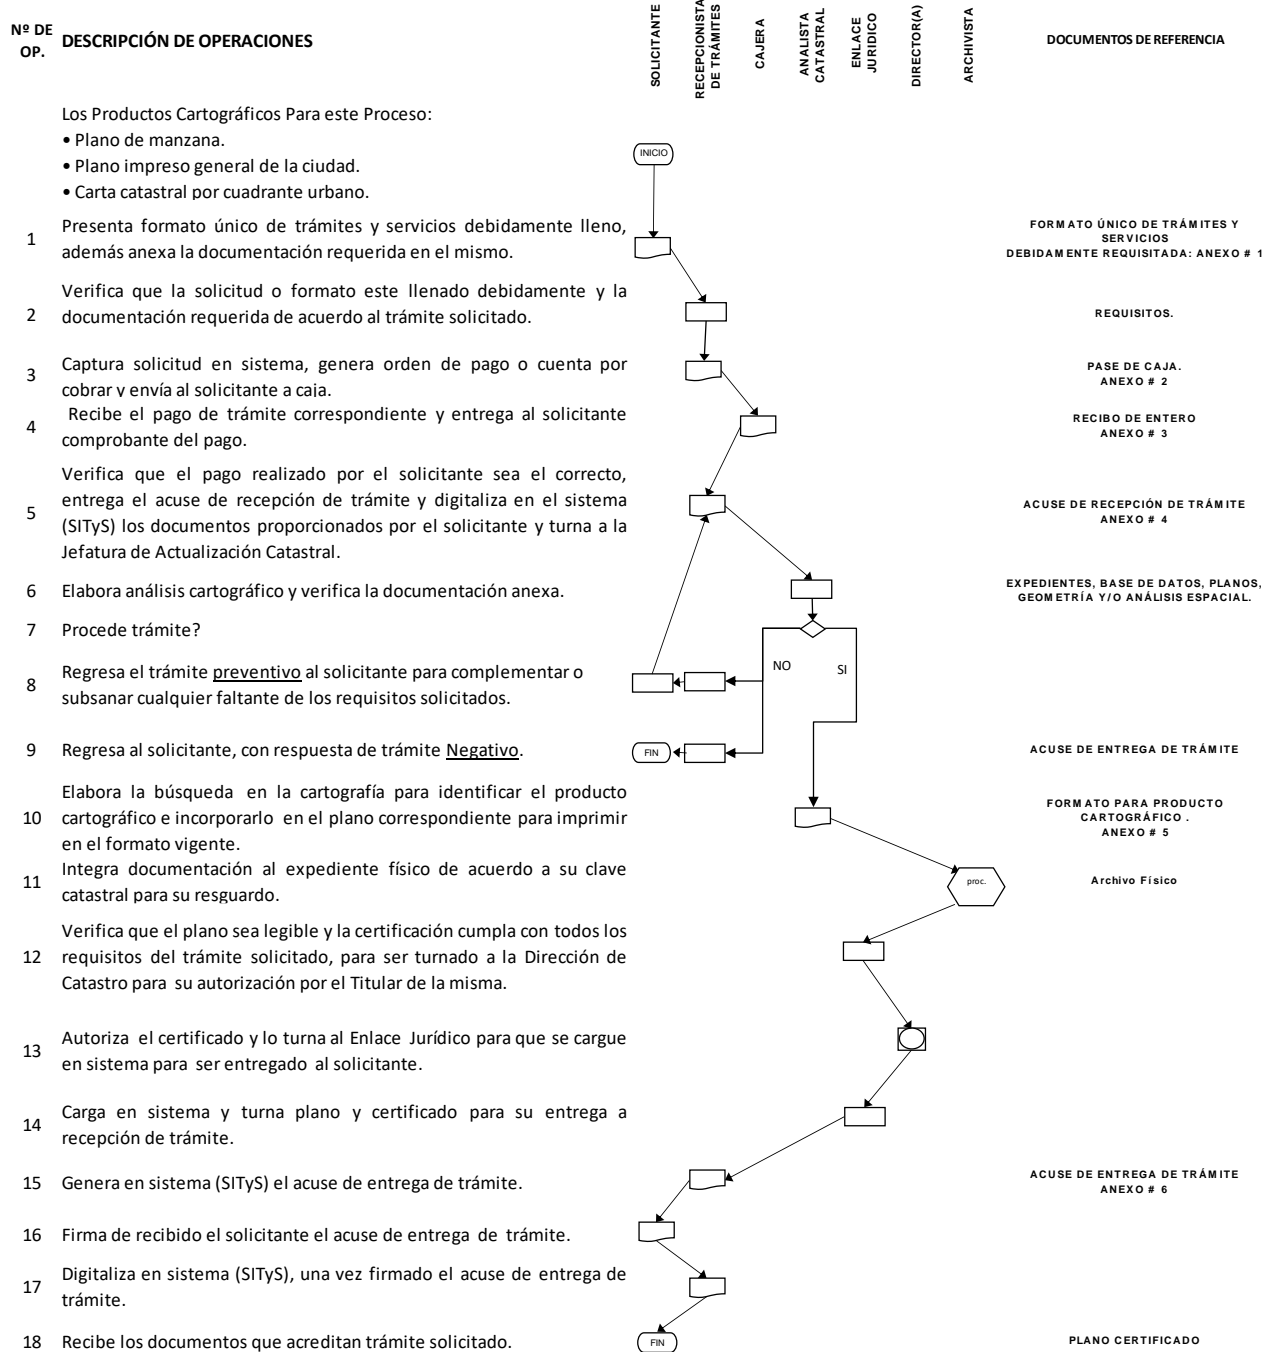 Nº DE
OP.
DESCRIPCIÓN DE OPERACIONES
SOLICITANTE
RECEPCIONISTA
DE TRÁMITES
CAJERA
ANALISTA
CATASTRAL
ENLACE
JURIDICO
DIRECTOR(A)
ARCHIVISTA
DOCUMENTOS DE REFERENCIA
Los Productos Cartográficos Para este Proceso:
• Plano de manzana.
• Plano impreso general de la ciudad.
• Carta catastral por cuadrante urbano.
INICIO
1
Presenta formato único de trámites y servicios debidamente lleno,
además anexa la documentación requerida en el mismo.
FORMATO ÚNICO DE TRÁMITES Y
SERVICIOS
DEBIDAMENTE REQUISITADA: ANEXO # 1
2
Verifica que la solicitud o formato este llenado debidamente y la
documentación requerida de acuerdo al trámite solicitado.
REQUISITOS.
3
Captura solicitud en sistema, genera orden de pago o cuenta por
cobrar y envía al solicitante a caja.
PASE DE CAJA.
ANEXO # 2
4
Recibe el pago de trámite correspondiente y entrega al solicitante
comprobante del pago.
RECIBO DE ENTERO
ANEXO # 3
5
Verifica que el pago realizado por el solicitante sea el correcto,
entrega el acuse de recepción de trámite y digitaliza en el sistema
(SITyS) los documentos proporcionados por el solicitante y turna a la
Jefatura de Actualización Catastral.
ACUSE DE RECEPCIÓN DE TRÁMITE
ANEXO # 4
6
Elabora análisis cartográfico y verifica la documentación anexa.
EXPEDIENTES, BASE DE DATOS, PLANOS,
GEOMETRÍA Y/O ANÁLISIS ESPACIAL.
7
Procede trámite?
NO
SI
8
Regresa el trámite preventivo al solicitante para complementar o
subsanar cualquier faltante de los requisitos solicitados.
9
Regresa al solicitante, con respuesta de trámite Negativo.
FIN
ACUSE DE ENTREGA DE TRÁMITE
10
Elabora la búsqueda en la cartografía para identificar el producto
cartográfico e incorporarlo en el plano correspondiente para imprimir
en el formato vigente.
FORMATO PARA PRODUCTO
CARTOGRÁFICO .
ANEXO # 5
11
Integra documentación al expediente físico de acuerdo a su clave
catastral para su resguardo.
proc.
Archivo Físico
12
Verifica que el plano sea legible y la certificación cumpla con todos los
requisitos del trámite solicitado, para ser turnado a la Dirección de
Catastro para su autorización por el Titular de la misma.
13
Autoriza el certificado y lo turna al Enlace Jurídico para que se cargue
en sistema para ser entregado al solicitante.
14
Carga en sistema y turna plano y certificado para su entrega a
recepción de trámite.
15
Genera en sistema (SITyS) el acuse de entrega de trámite.
ACUSE DE ENTREGA DE TRÁMITE
ANEXO # 6
16
Firma de recibido el solicitante el acuse de entrega de trámite.
17
Digitaliza en sistema (SITyS), una vez firmado el acuse de entrega de
trámite.
18
Recibe los documentos que acreditan trámite solicitado.
FIN
PLANO CERTIFICADO